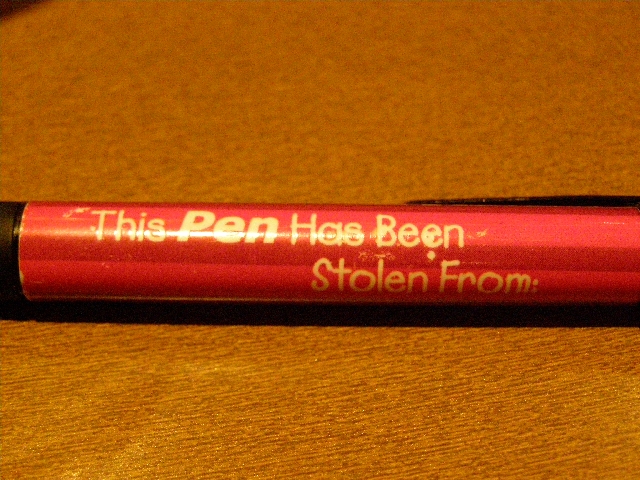 This Pen Has Been
Stolen From: